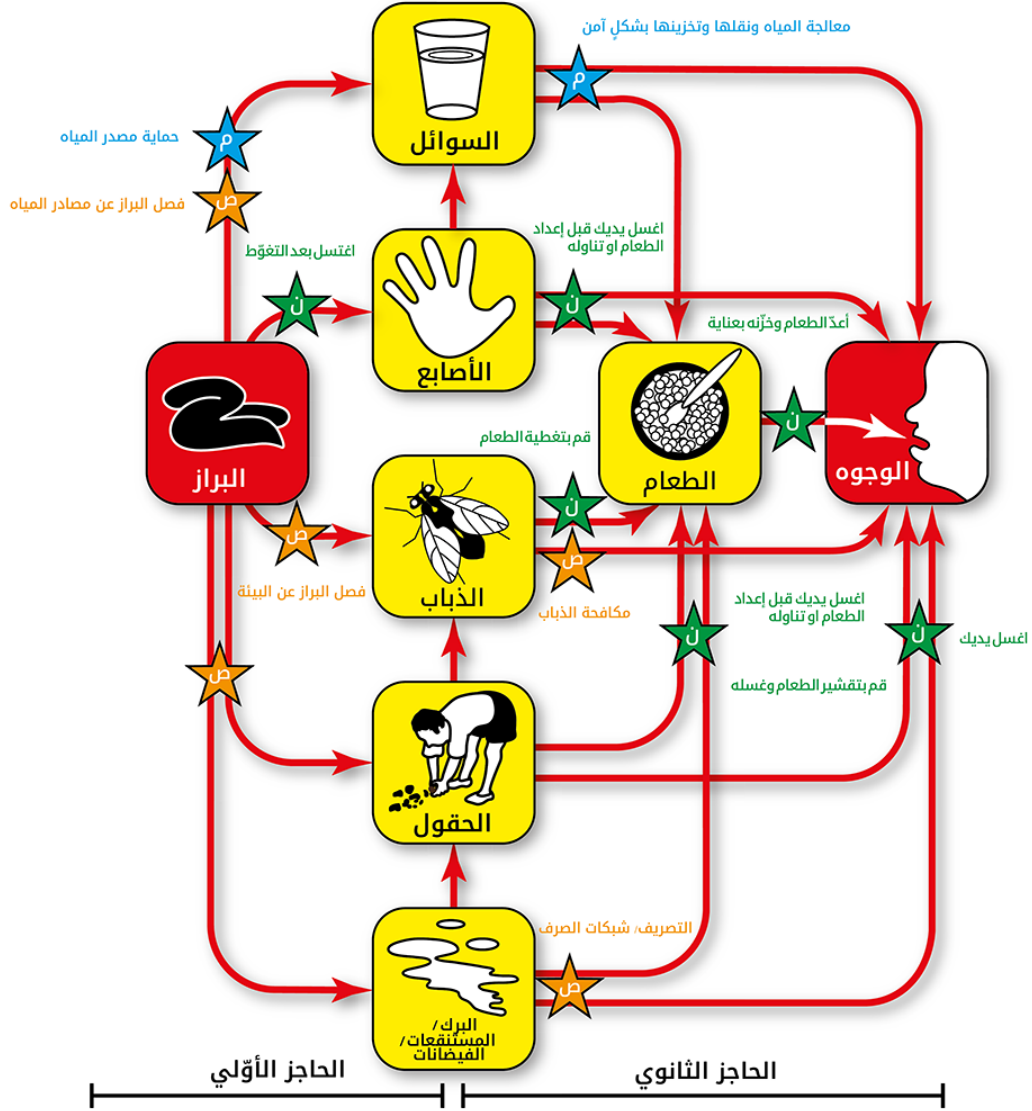 معالجة المياه ونقلها وتخزينها بشكلٍ آمن
م
السوائل
حماية مصدر المياه
م
ص
فصل البراز عن مصادر المياه
اغسل يديك قبل إعداد
الطعام او تناوله
اغتسل بعد التغوّط
ن
ن
أعدّ الطعام وخزّنه بعناية
الأصابع
ن
الوجوه
الطعام
البراز
قم بتغطية الطعام
ن
ص
ص
فصل البراز عن البيئة
الذباب
مكافحة الذباب
اغسل يديك قبل إعداد
الطعام او تناوله
ن
ن
اغسل يديك
ص
قم بتقشير الطعام وغسله
الحقول
التصريف/ شبكات الصرف
ص
البرك/
المستنقعات/
الفيضانات
الحاجز الثانوي
الحاجز الأوّلي